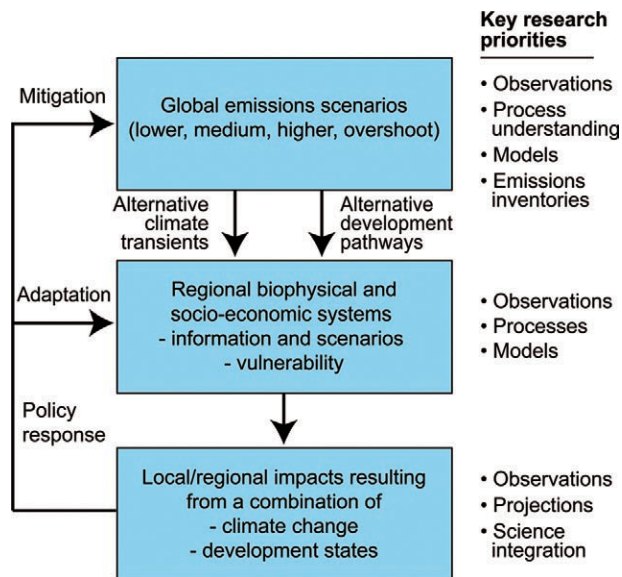 Key research
priorities
Mitigation
Global emissions scenarios
(lower, medium, higher, overshoot)
• Observations
• Process
understanding
• Models
• Emissions
inventories
Alternative
climate
transients
Alternative
development
pathways
Adaptation
Regional biophysical and
socio-economic systems
- information and scenarios
- vulnerability
• Observations
• Processes
• Models
Policy
response
Local/regional impacts resulting
from a combination of
- climate change
- development states
• Observations
• Projections
• Science
integration